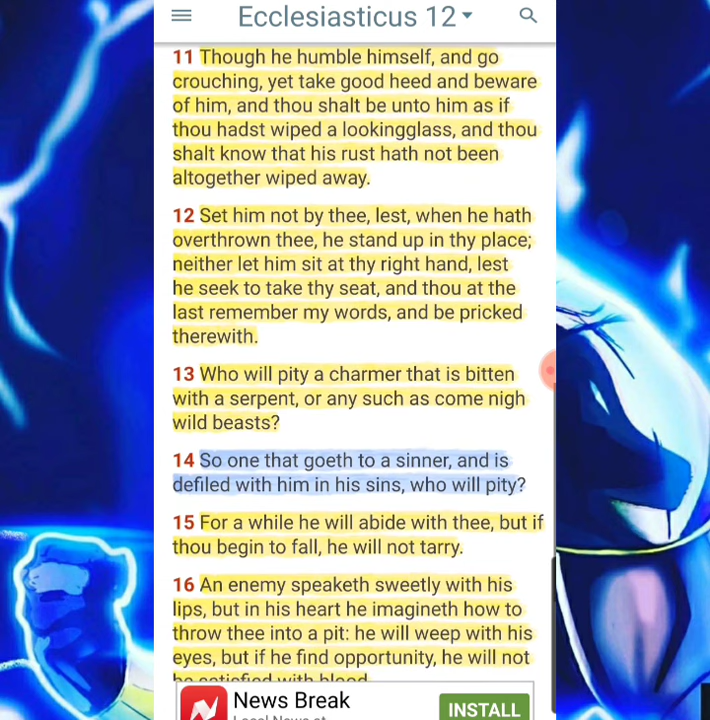 Ecclesiasticus 12
11 Though he humble himself, and go
crouching, yet take good heed and beware
of him, and thou shalt be unto him as if
thou hadst wiped a lookingglass, and thou
shalt know that his rust hath not been
altogether wiped away.
12 Set him not by thee, lest, when he hath
overthrown thee, he stand up in thy place;
neither let him sit at thy right hand, lest
he seek to take thy seat, and thou at the
last remember my words, and be pricked
therewith.
13 Who will pity a charmer that is bitten
with a serpent, or any such as come nigh
wild beasts?
14 So one that goeth to a sinner, and is
defiled with him in his sins, who will pity?
15 For a while he will abide with thee, but if
thou begin to fall, he will not tarry.
16 An enemy speaketh sweetly with his
lips, but in his heart he imagineth how to
throw thee into a pit: he will weep with his
eyes, but if he find opportunity, he will not
be satisfied with blood
News Break
Local News at
INSTALL